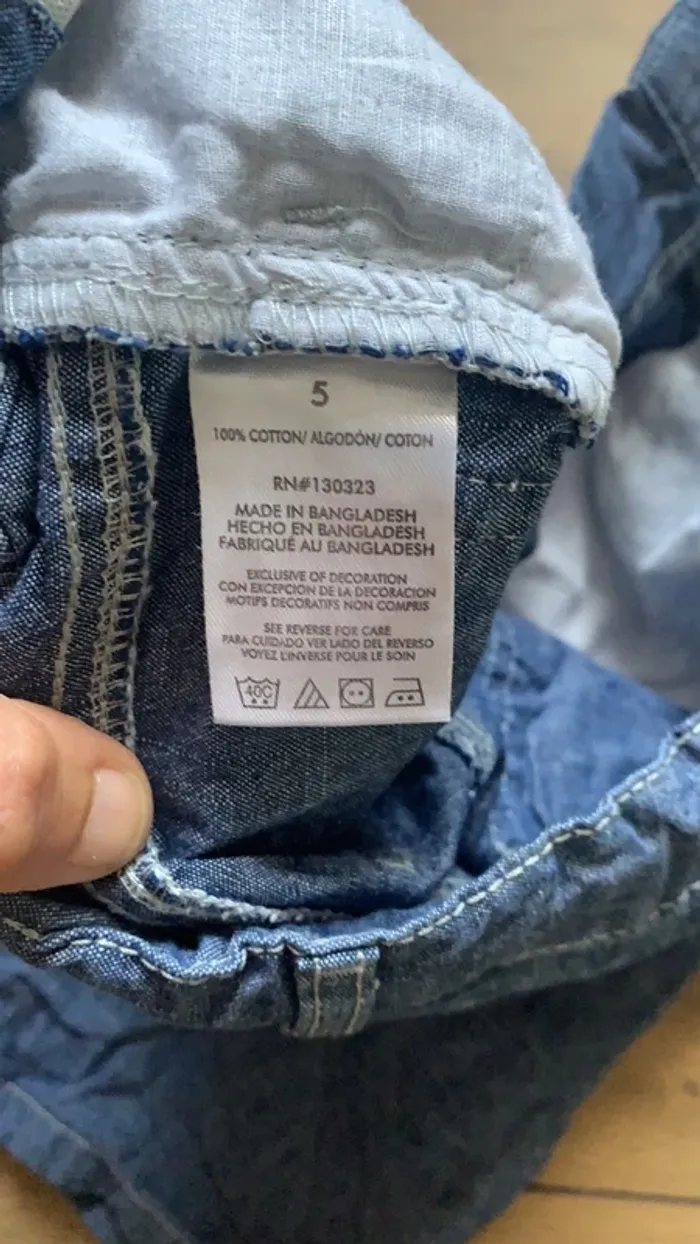 5
100% COTTON/ ALGODÓN/ COTON
RN#130323
MADE IN BANGLADESH
HECHO EN BANGLADESH
FABRIQUÉ AU BANGLADESH
EXCLUSIVE OF DECORATION
CON EXCEPCION DE LA DECORACION
MOTIFS DECORATIFS NON COMPRIS
SEE REVERSE FOR CARE
PARA CUIDADO VER LADO DEL REVERSO
VOYEZ L'INVERSE POUR LE SOIN
40C